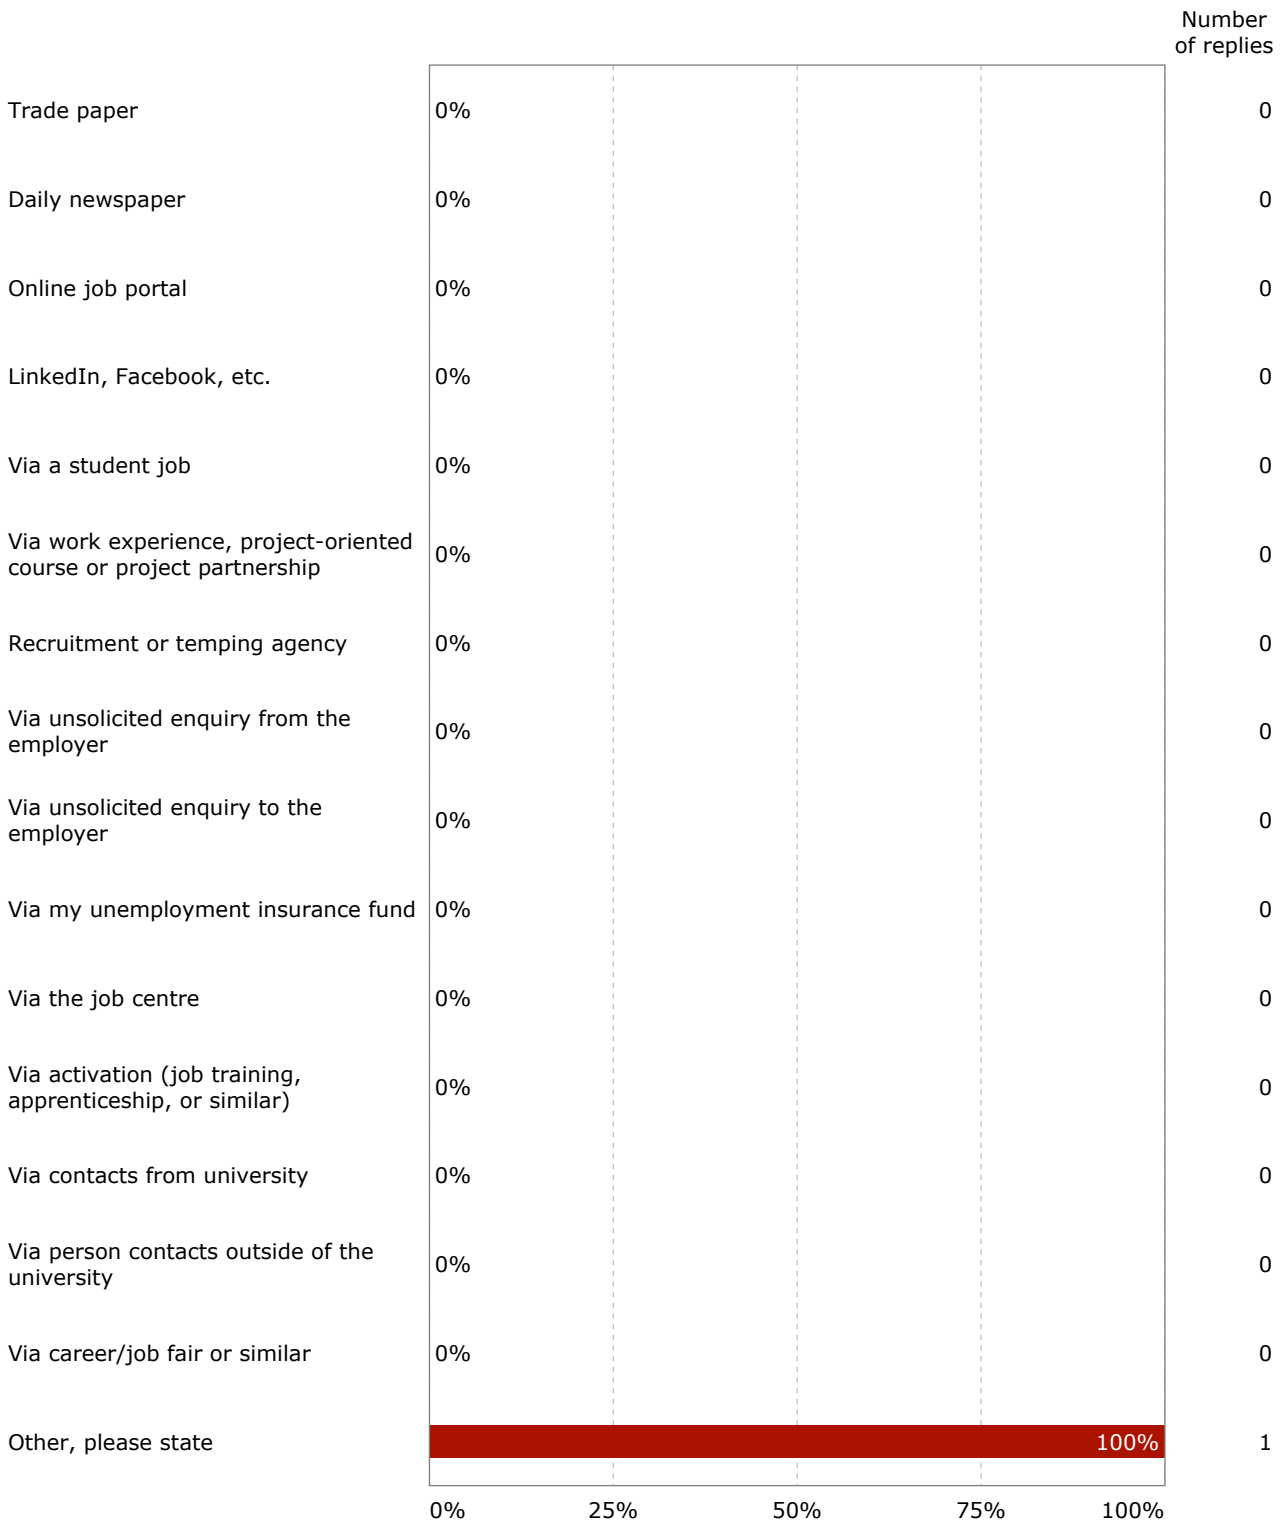 Number
of replies
Trade paper 0% 0
Daily newspaper 0% 0
Online job portal 0% 0
LinkedIn, Facebook, etc. 0% 0
Via a student job 0% 0
Via work experience, project-oriented
course or project partnership 0% 0
Recruitment or temping agency 0% 0
Via unsolicited enquiry from the
employer 0% 0
Via unsolicited enquiry to the
employer 0% 0
Via my unemployment insurance fund 0% 0
Via the job centre 0% 0
Via activation (job training,
apprenticeship, or similar) 0% 0
Via contacts from university 0% 0
Via person contacts outside of the
university 0% 0
Via career/job fair or similar 0% 0
Other, please state 100% 1
0% 25% 50% 75% 100%